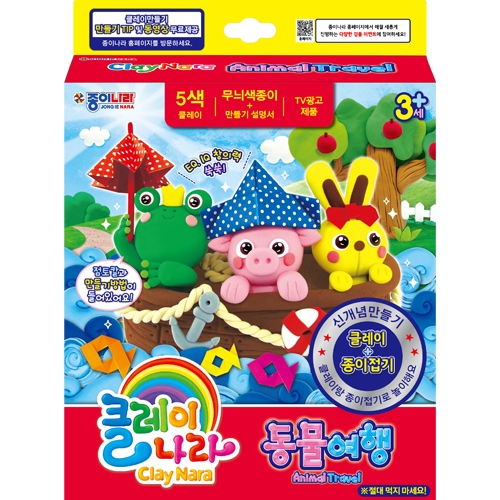 클레이만들기
만들기 TIP 및 동영상 무료제공
종이나라 홈페이지를 방문하세요.
홈페이지
종이나라 홈페이지에서 매월 새롭게
진행하는 다양한 깜짝 이벤트에 참여하세요!
Clay Nara
Animal Travel
종이나라
JONG IE NARA
5색
클레이
무늬색종이
+
만들기 설명서
TV광고
제품
3+
세
EQ, IQ 창의력
쑥쑥!
점토칼과
만들기방법이
들어있어요!
신개념만들기
클레이
+
종이접기
클레이랑 종이접기로 놀이해요
클레이
나라
Clay Nara
동물여행
Animal Travel
※절대 먹지 마세요!